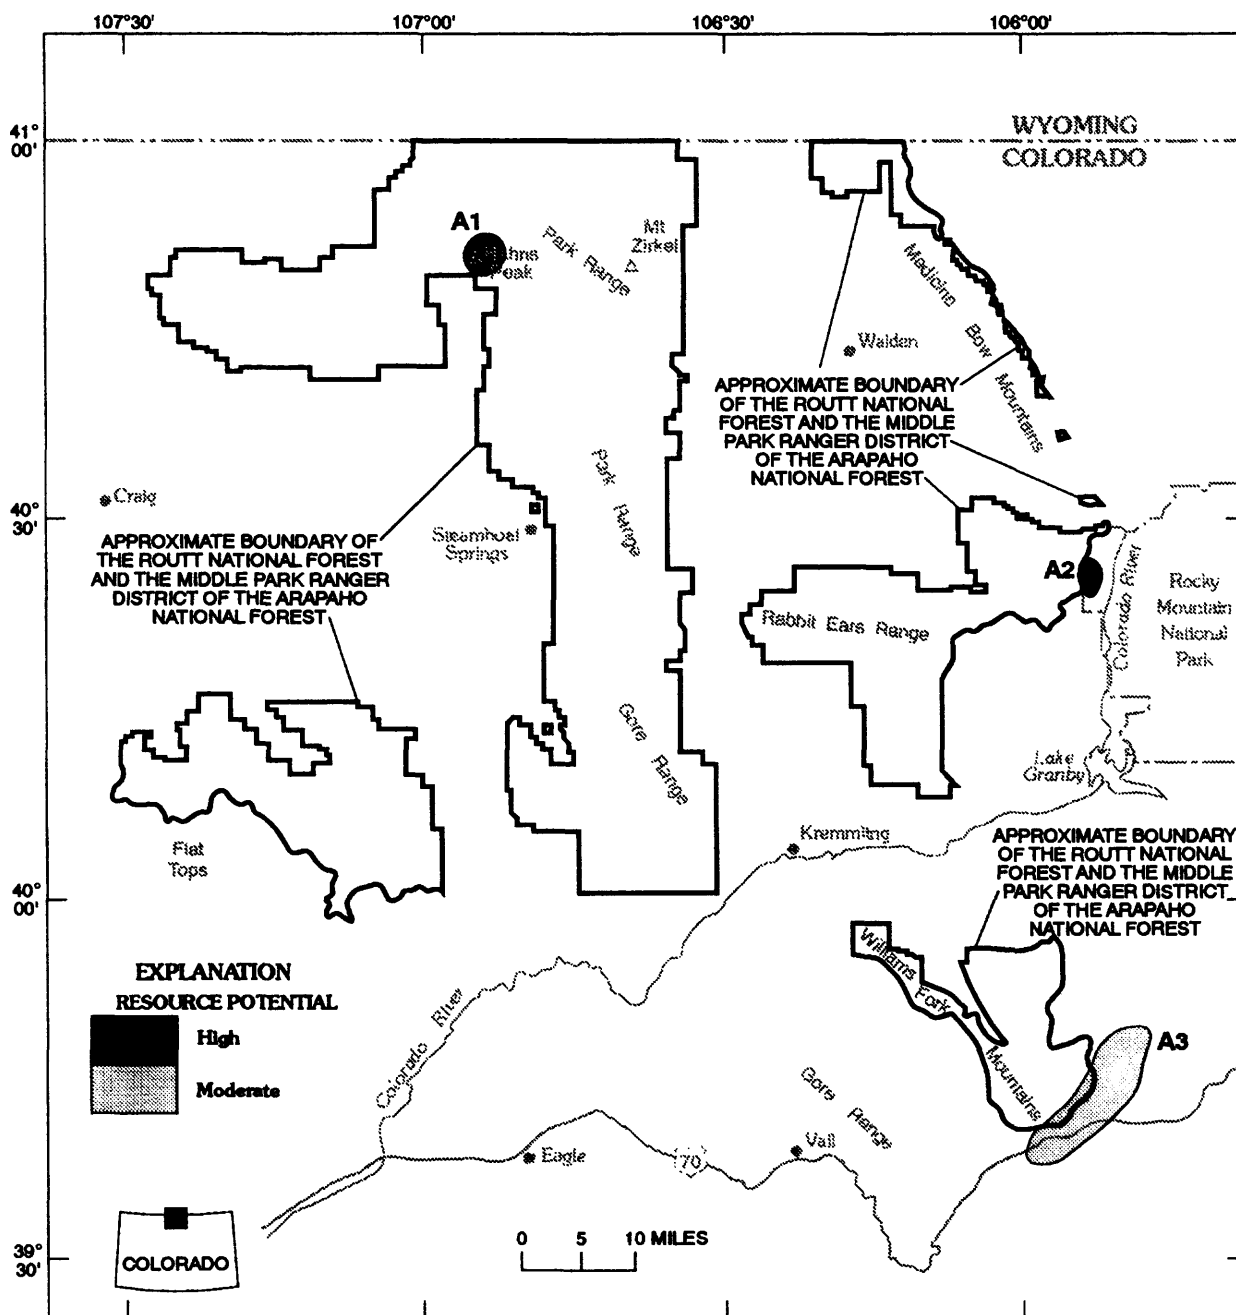 107°30'
107°00'
106°30'
106°00'
41°
00'
WYOMING
COLORADO
A1
Peak
Park Range
Mt
Zirkel
Medicine Bow Mountains
Walden
APPROXIMATE BOUNDARY
OF THE ROUTT NATIONAL
FOREST AND THE MIDDLE
PARK RANGER DISTRICT
OF THE ARAPAHO
NATIONAL FOREST
Park Range
Craig
40°
30'
Steamboat
Springs
APPROXIMATE BOUNDARY OF
THE ROUTT NATIONAL FOREST
AND THE MIDDLE PARK RANGER
DISTRICT OF THE ARAPAHO
NATIONAL FOREST
A2
Colorado River
Rocky
Mountain
National
Park
Rabbit Ears Range
Gore Range
Lake
Granby
Flat
Tops
Kremmling
APPROXIMATE BOUNDARY
OF THE ROUTT NATIONAL
FOREST AND THE MIDDLE
PARK RANGER DISTRICT
OF THE ARAPAHO
NATIONAL FOREST
40°
00'
Williams Fork Mountains
EXPLANATION
RESOURCE POTENTIAL
High
Moderate
Colorado River
A3
Gore Range
Vail
Eagle
70
39°
30'
COLORADO
0 5 10 MILES